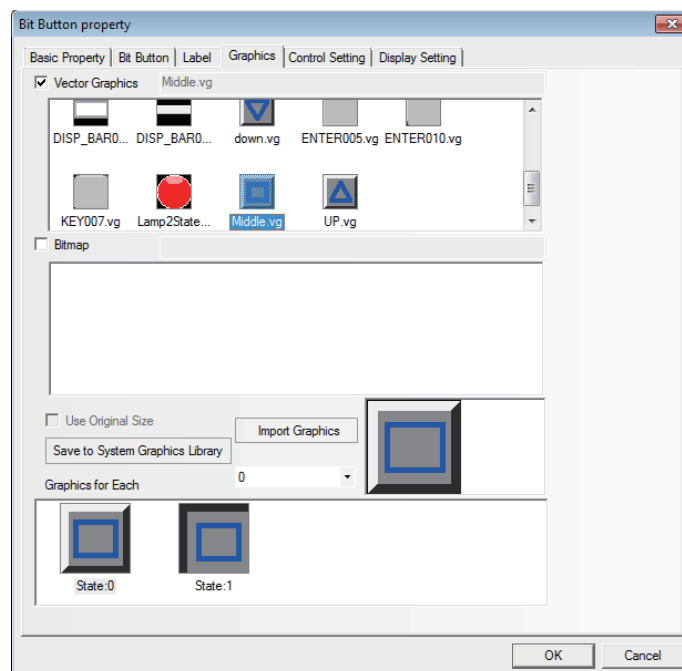 Bit Button property
Basic Property Bit Button Label Graphics Control Setting Display Setting
Vector Graphics Middle.vg
DISP_BAR0... DISP_BAR0... down.vg ENTER005.vg ENTER010.vg
KEY007.vg Lamp2State... Middle.vg UP.vg
Bitmap
Use Original Size
Import Graphics
Save to System Graphics Library
0
Graphics for Each
State:0 State:1
OK Cancel